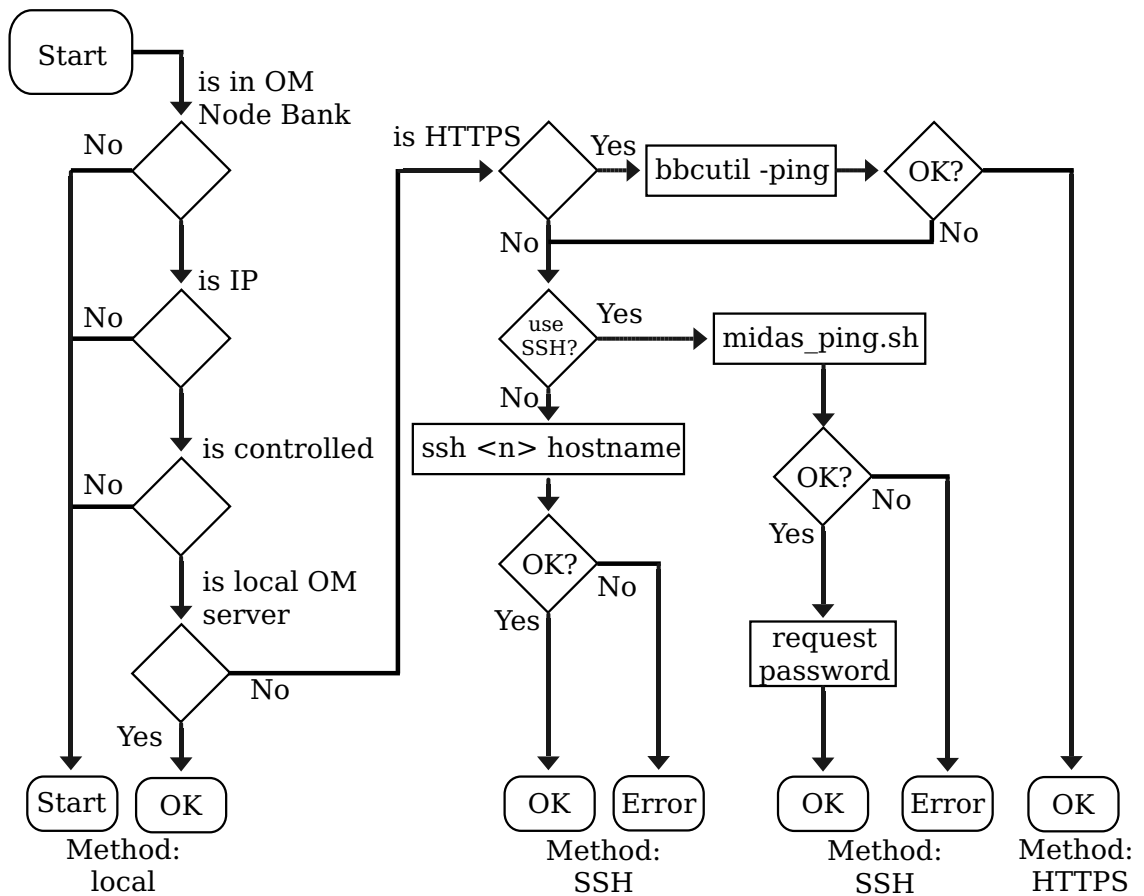 Start
is in OM
Node Bank
No
is HTTPS
Yes
bbcutil -ping
OK?
No
No
is IP
No
use
SSH?
Yes
midas_ping.sh
No
is controlled
ssh <n> hostname
No
OK?
No
Yes
OK?
No
Yes
is local OM
server
request
password
No
Yes
Start
OK
OK
Error
OK
Error
OK
Method:
local
Method:
SSH
Method:
SSH
Method:
HTTPS